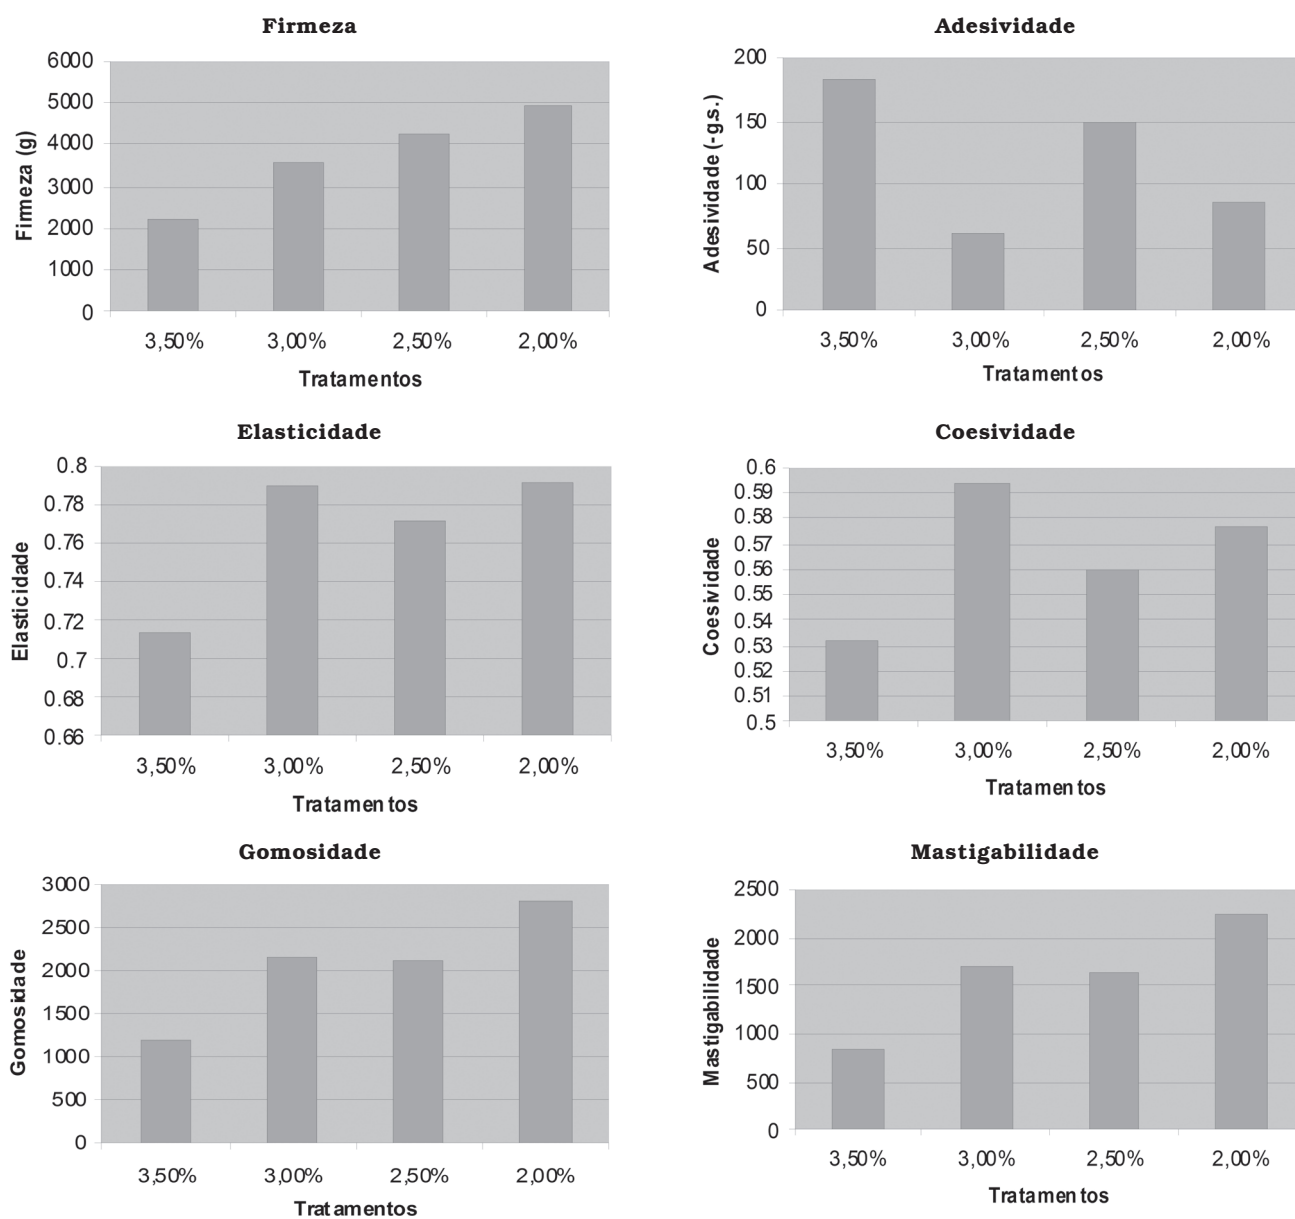 Firmeza
6000
5000
4000
3000
2000
1000
0
Firmeza (g)
3,50% 3,00% 2,50% 2,00%
Tratamentos
Adesividade
200
150
100
50
0
Adesividade (-g.s.)
3,50% 3,00% 2,50% 2,00%
Tratamentos
Elasticidade
0.8
0.78
0.76
0.74
0.72
0.7
0.68
0.66
Elasticidade
3,50% 3,00% 2,50% 2,00%
Tratamentos
Coesividade
0.6
0.59
0.58
0.57
0.56
0.55
0.54
0.53
0.52
0.51
0.5
Coesividade
3,50% 3,00% 2,50% 2,00%
Tratamentos
Gomosidade
3000
2500
2000
1500
1000
500
0
Gomosidade
3,50% 3,00% 2,50% 2,00%
Tratamentos
Mastigabilidade
2500
2000
1500
1000
500
0
Mastigabilidade
3,50% 3,00% 2,50% 2,00%
Tratamentos